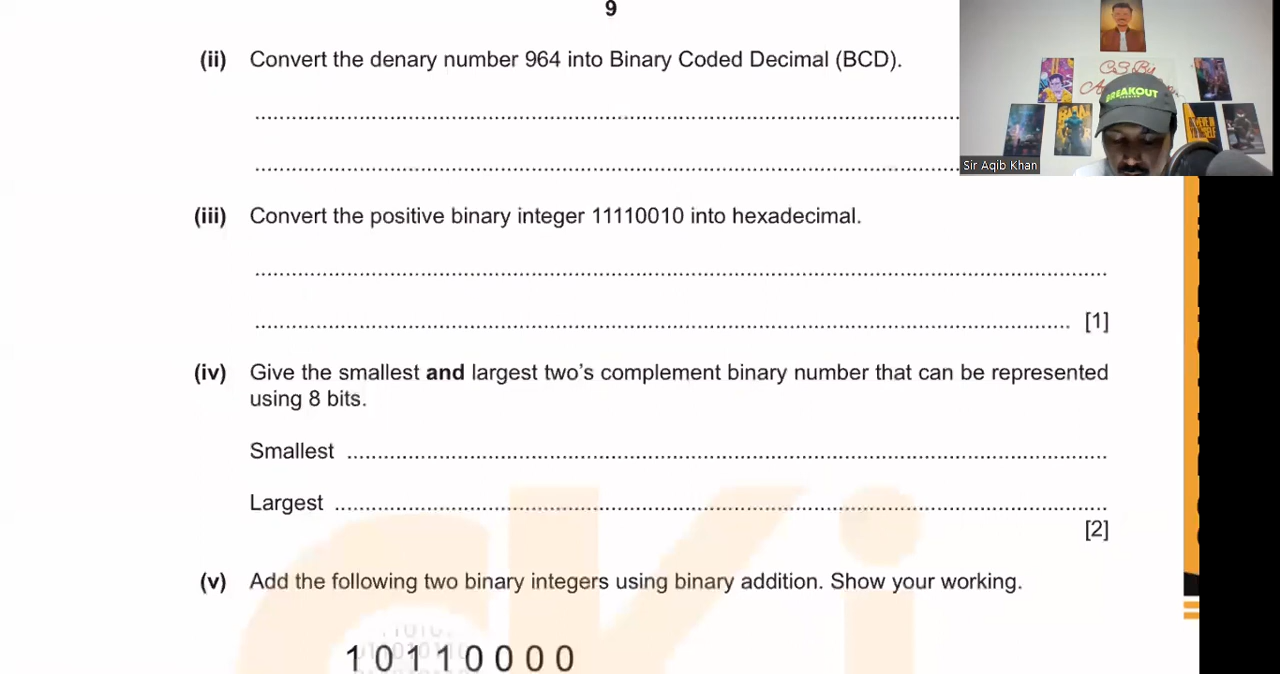 9
(ii) Convert the denary number 964 into Binary Coded Decimal (BCD).
BREAKOUT
Sir Aqib Khan
(iii) Convert the positive binary integer 11110010 into hexadecimal.
[1]
(iv) Give the smallest and largest two's complement binary number that can be represented
using 8 bits.
Smallest
Largest
[2]
(v) Add the following two binary integers using binary addition. Show your working.
1 0 1 1 0 0 0 0